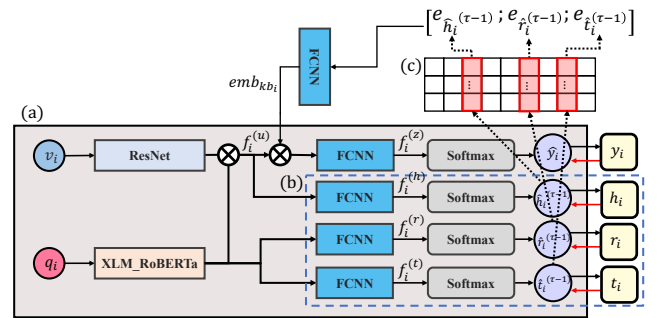 [e_{ĥ_i^{(τ−1)}}; e_{r̂_i^{(τ−1)}}; e_{t̂_i^{(τ−1)}}]
FCNN
(c)
emb_{kb_i}
... ... ...
(a)
v_i ResNet f_i^{(u)} FCNN f_i^{(z)} Softmax ŷ_i y_i
(b)
FCNN f_i^{(h)} Softmax ĥ_i^{(τ−1)} h_i
FCNN f_i^{(r)} Softmax r̂_i^{(τ−1)} r_i
q_i XLM_RoBERTa FCNN f_i^{(t)} Softmax t̂_i^{(τ−1)} t_i